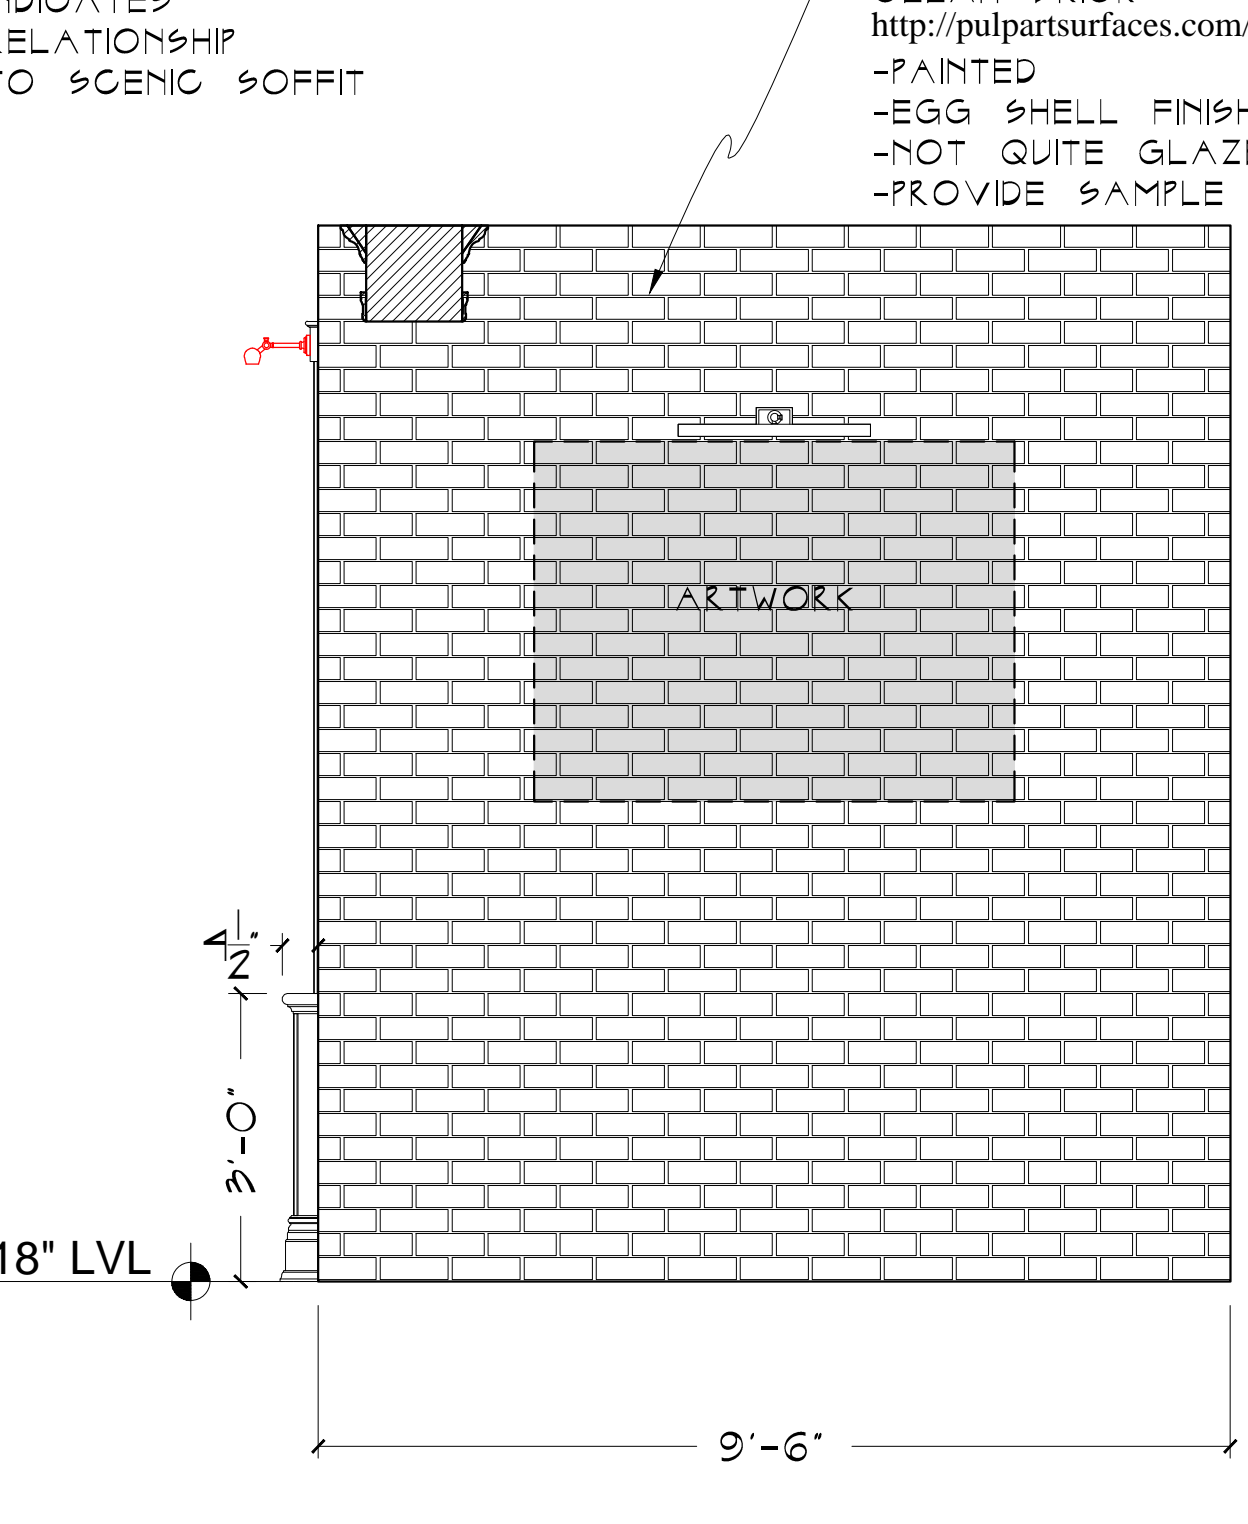 RELATIONSHIP
TO SCENIC SOFFIT
http://pulpartsurfaces.com/
-PAINTED
-EGG SHELL FINISH
-NOT QUITE GLAZE
-PROVIDE SAMPLE
ARTWORK
4 1/2"
3'-0"
18" LVL
9'-6"